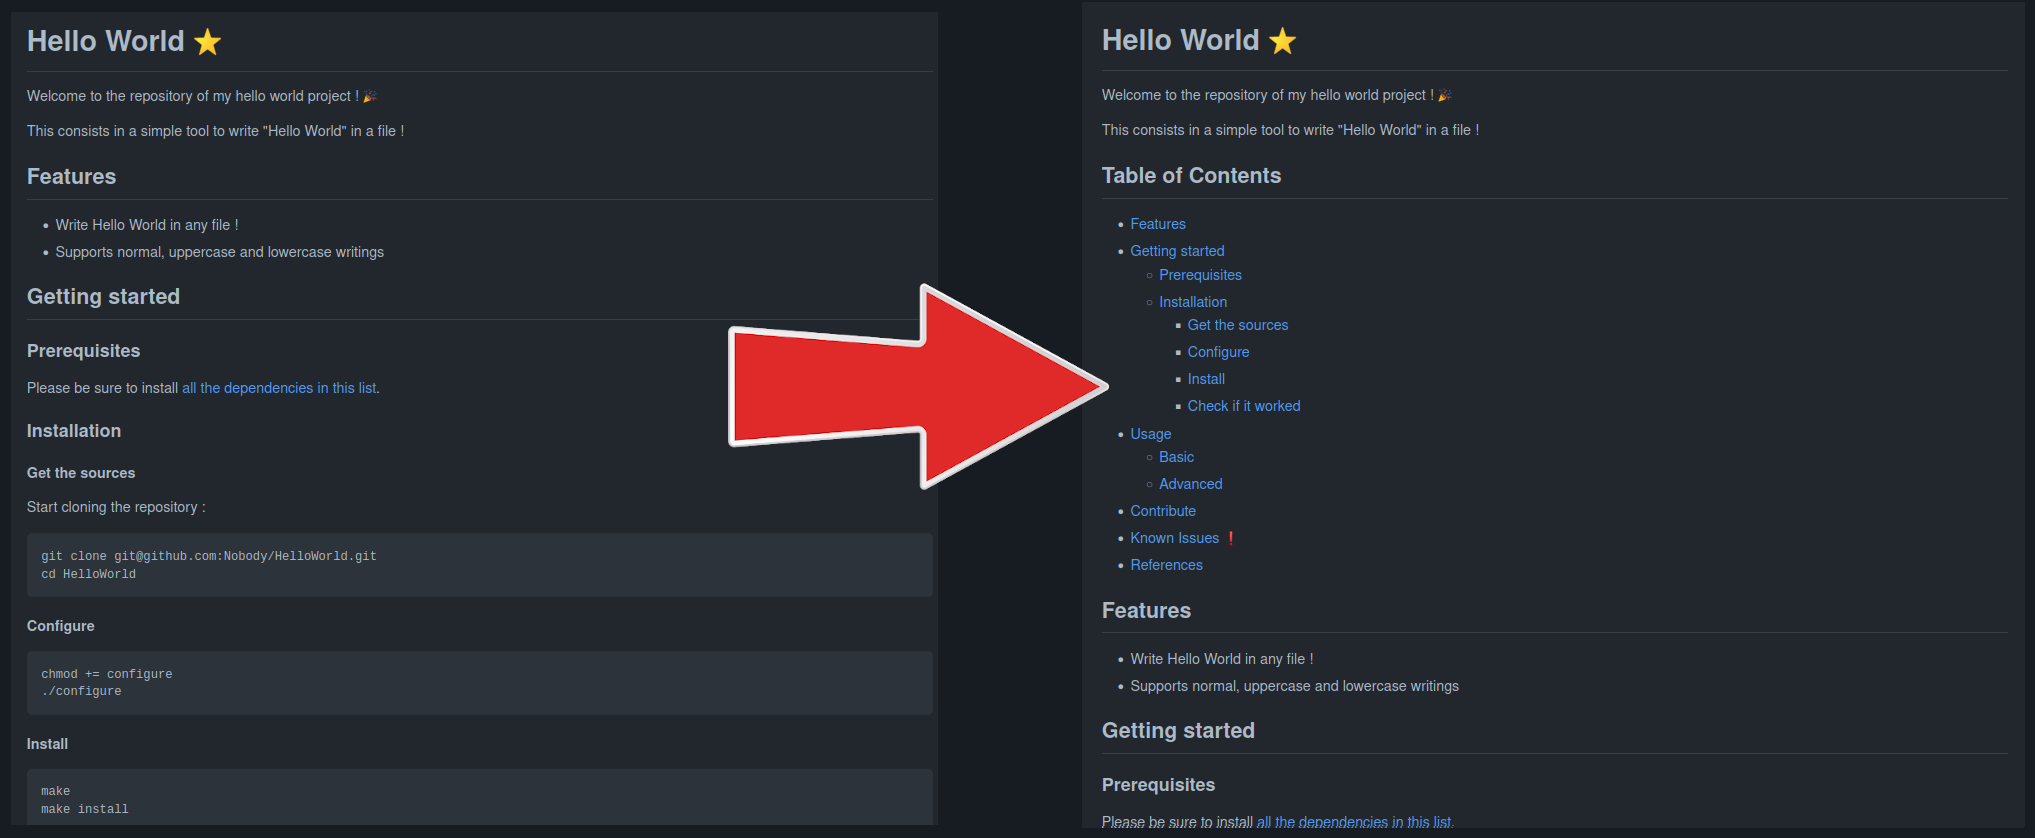 Hello World ⭐
Welcome to the repository of my hello world project ! 🎉
This consists in a simple tool to write "Hello World" in a file !
Features
• Write Hello World in any file !
• Supports normal, uppercase and lowercase writings
Getting started
Prerequisites
Please be sure to install all the dependencies in this list.
Installation
Get the sources
Start cloning the repository :
git clone git@github.com:Nobody/HelloWorld.git
cd HelloWorld
Configure
chmod += configure
./configure
Install
make
make install
Hello World ⭐
Welcome to the repository of my hello world project ! 🎉
This consists in a simple tool to write "Hello World" in a file !
Table of Contents
• Features
• Getting started
○ Prerequisites
○ Installation
▪ Get the sources
▪ Configure
▪ Install
▪ Check if it worked
• Usage
○ Basic
○ Advanced
• Contribute
• Known Issues ❗
• References
Features
• Write Hello World in any file !
• Supports normal, uppercase and lowercase writings
Getting started
Prerequisites
Please be sure to install all the dependencies in this list.